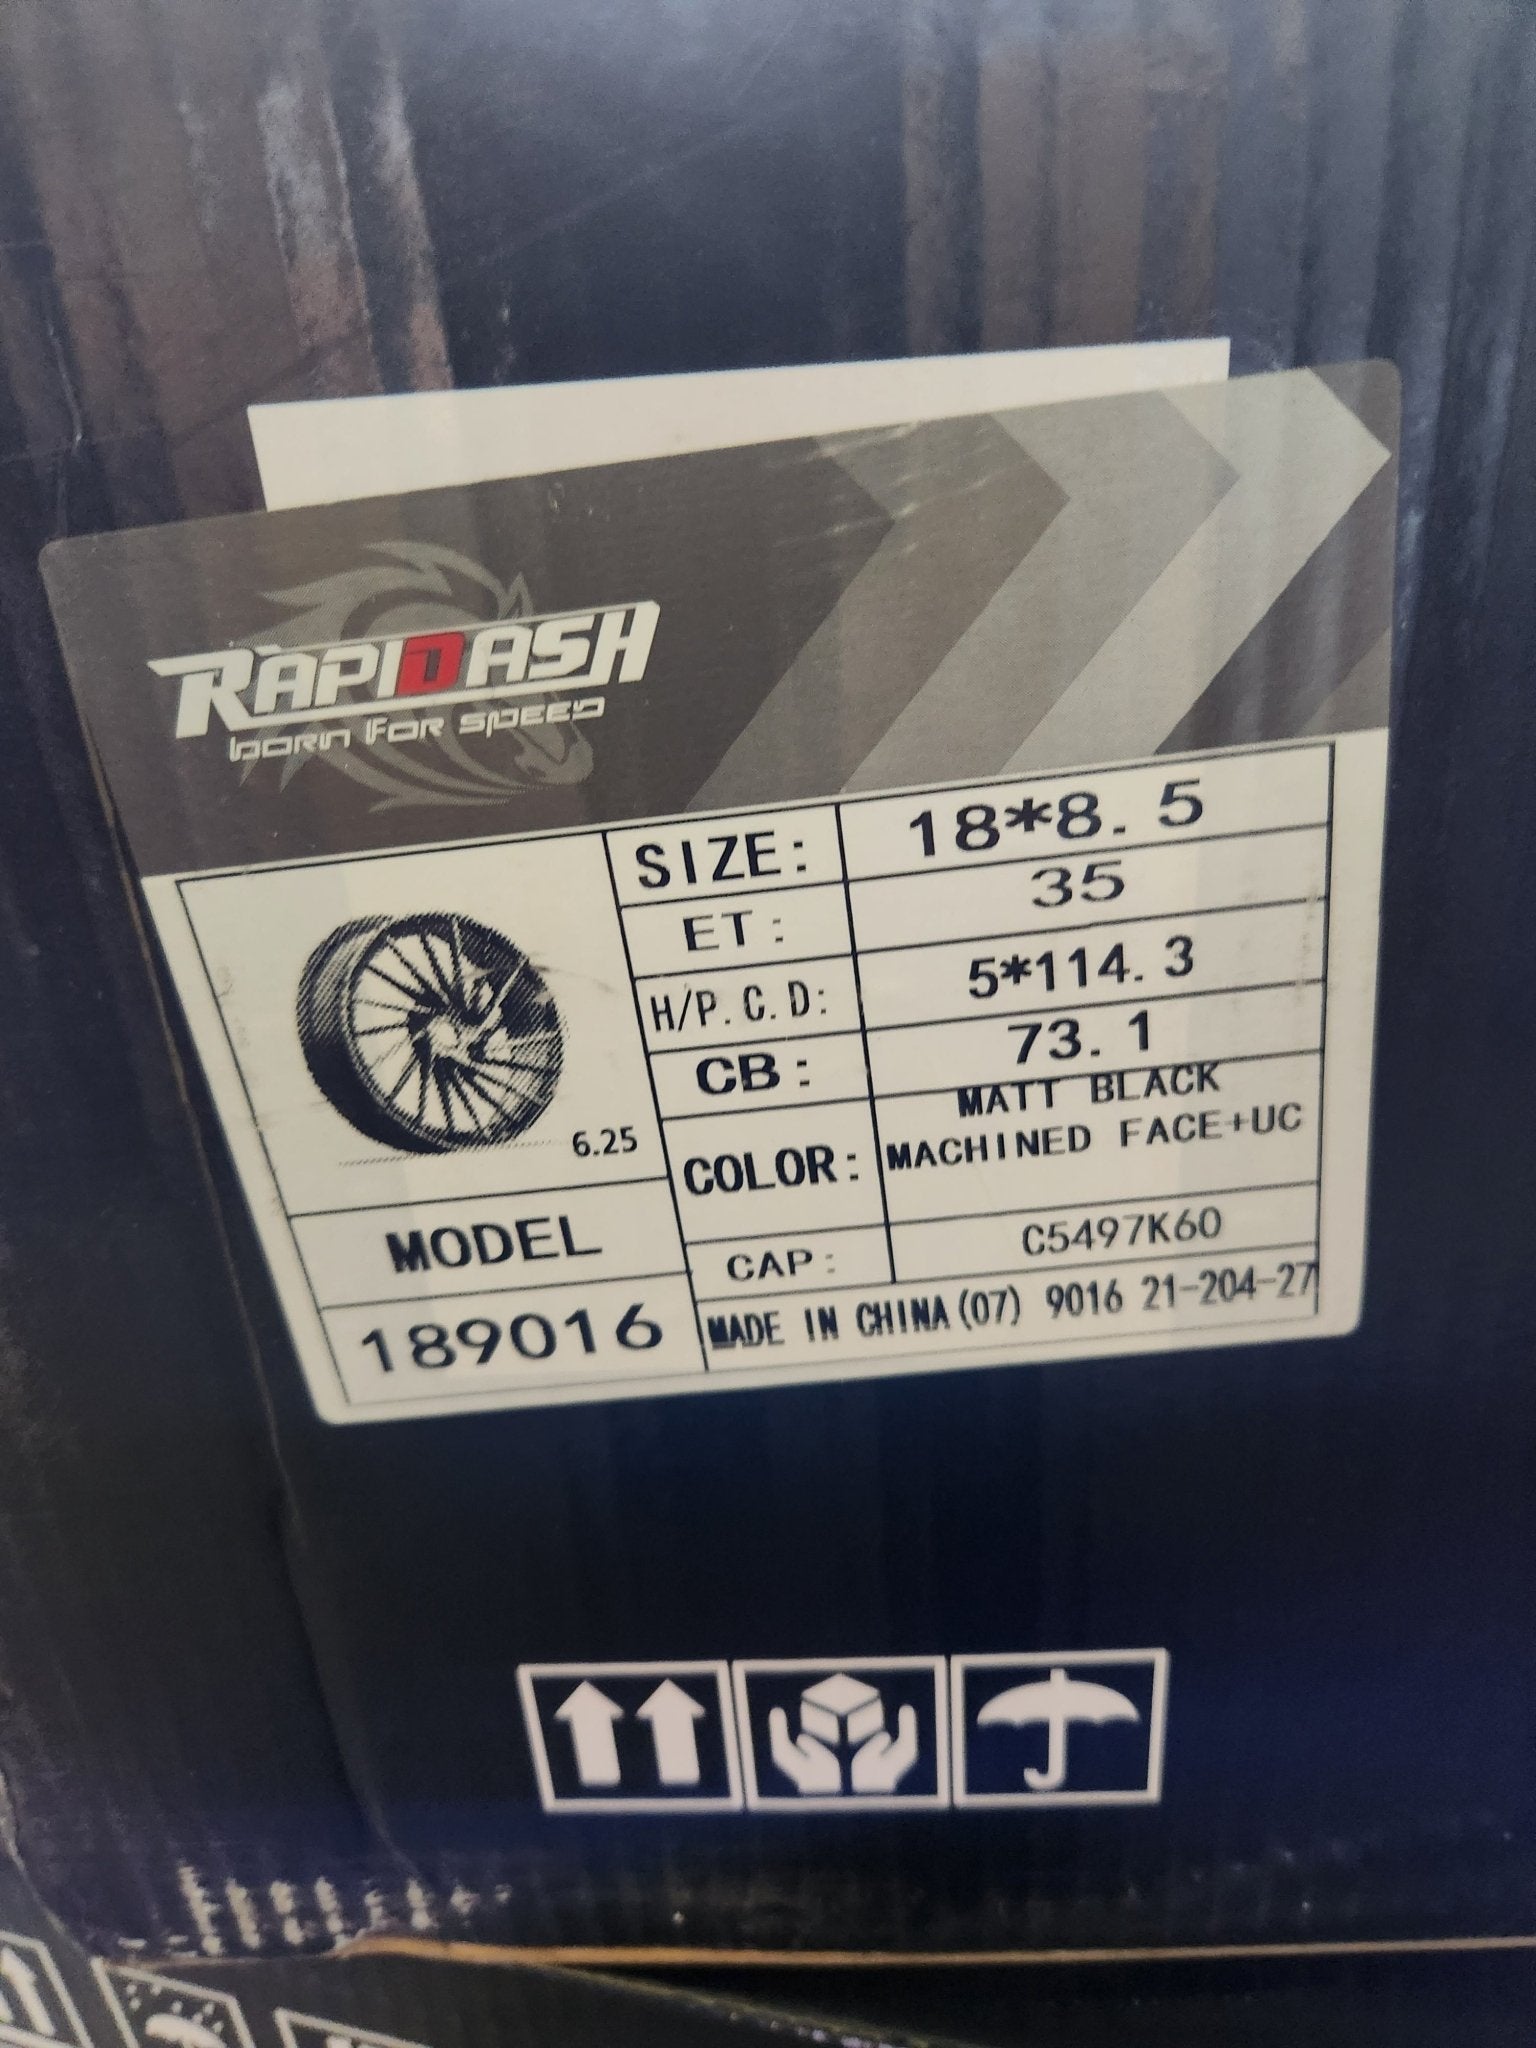 RAPIDASH
born for speed
SIZE: 18*8.5
ET: 35
H/P.C.D: 5*114.3
CB: 73.1
COLOR: MATT BLACK
MACHINED FACE+UC
CAP: C5497K60
MADE IN CHINA(07) 9016 21-204-27
6.25
MODEL
189016